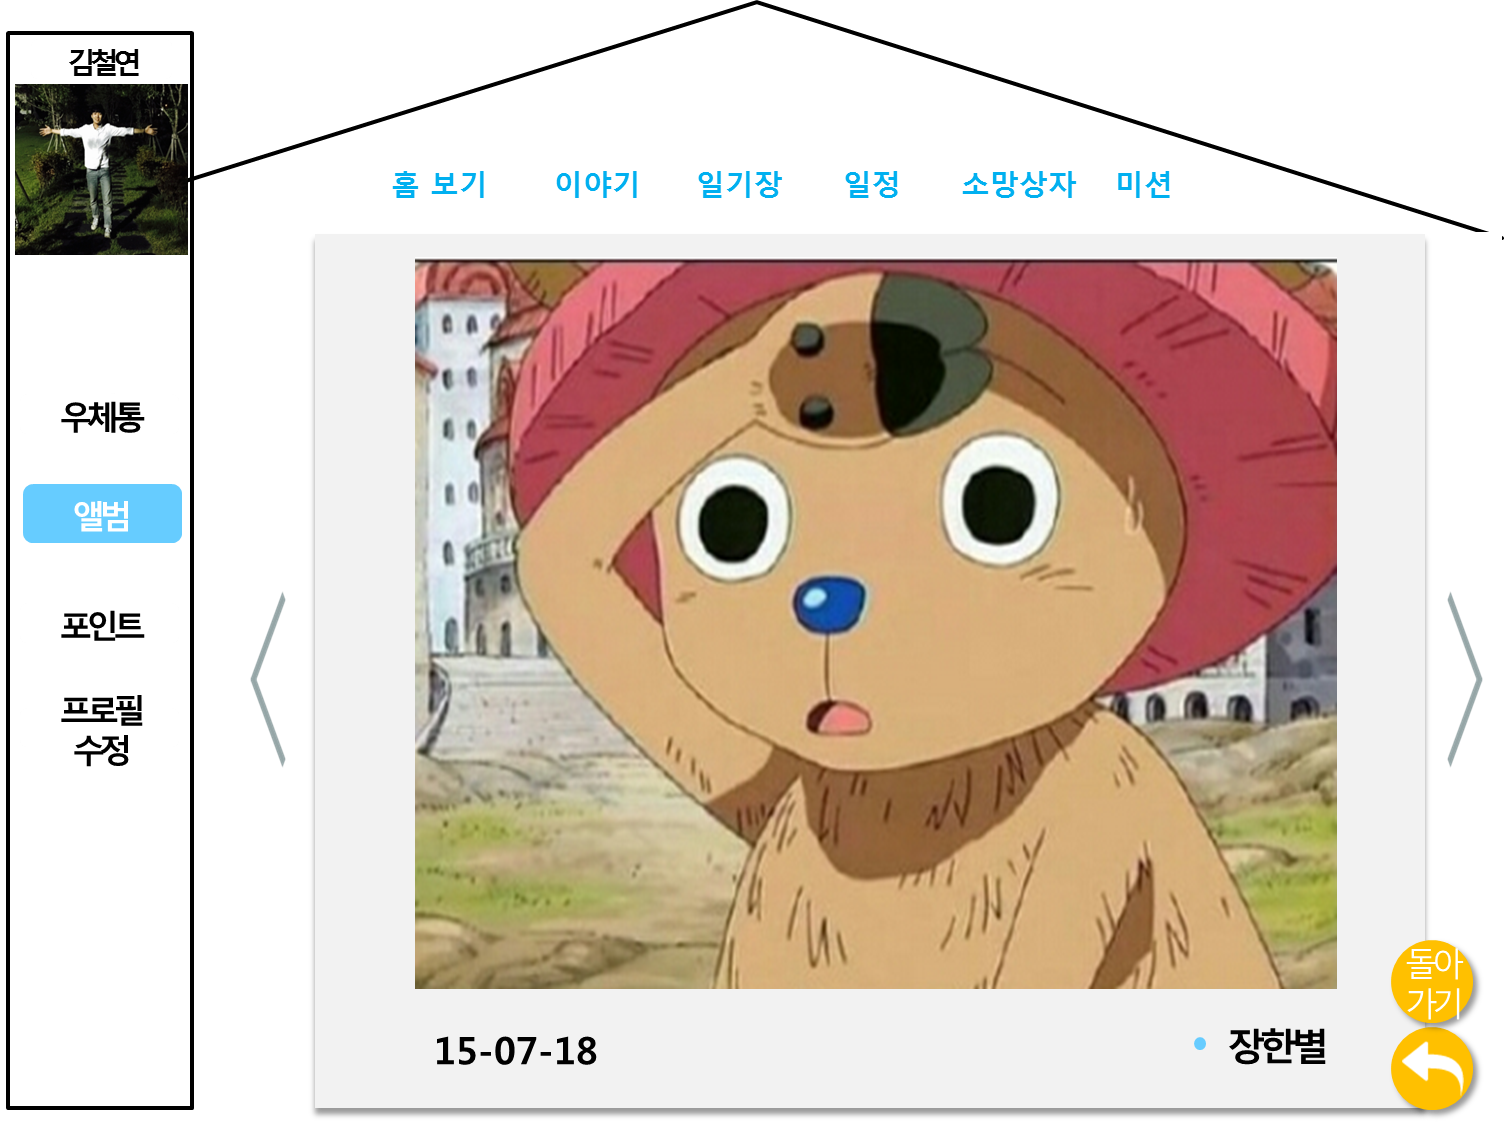 김철연
홈 보기 이야기 일기장 일정 소망상자 미션
우체통
앨범
포인트
프로필
수정
15-07-18
• 장한별
돌아
가기